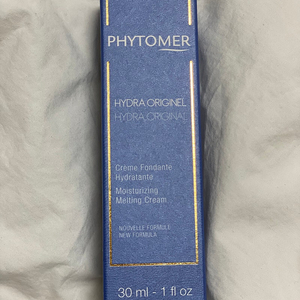 PHYTOMER
HYDRA ORIGINEL
HYDRA ORIGINAL
Crème Fondante
Hydratante
Moisturizing
Melting Cream
NOUVELLE FORMULE
NEW FORMULA
30 ml - 1 fl oz